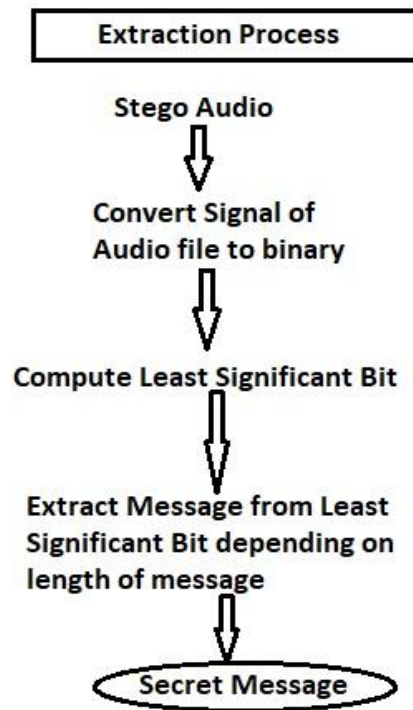 Extraction Process
Stego Audio
Convert Signal of
Audio file to binary
Compute Least Significant Bit
Extract Message from Least
Significant Bit depending on
length of message
Secret Message